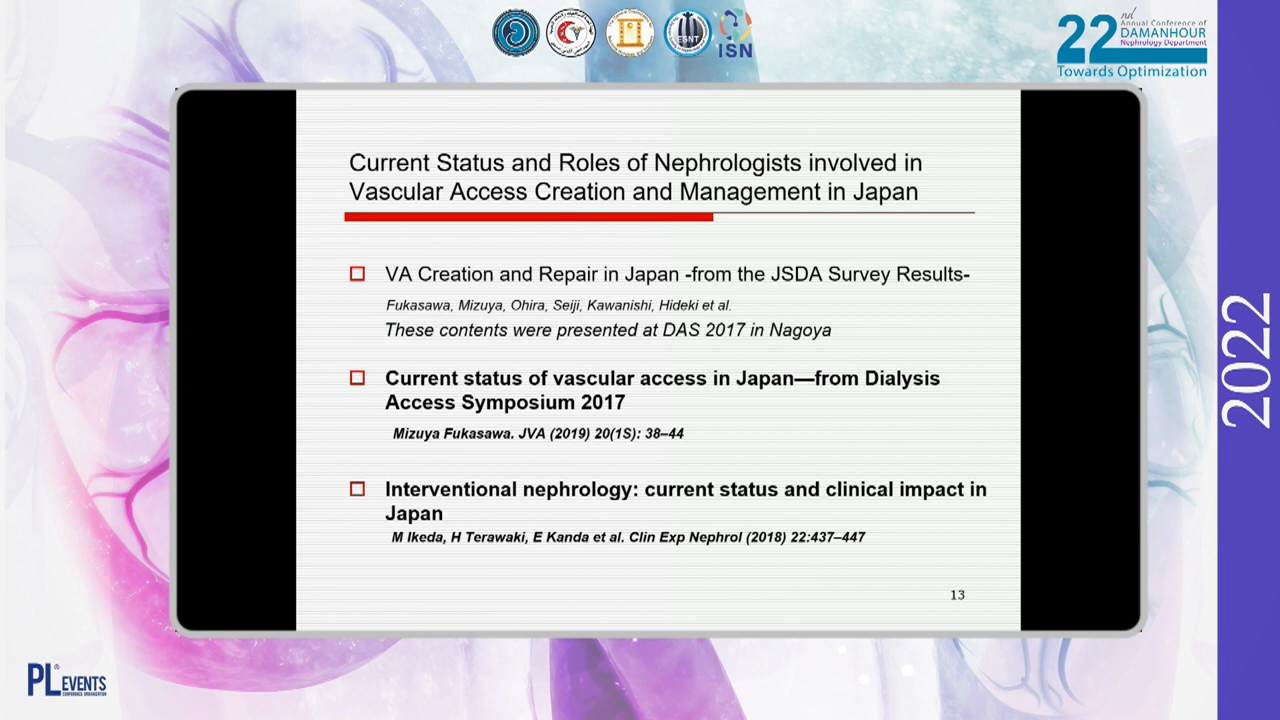 ESNT
ISN
22
nd
Annual Conference of
DAMANHOUR
Nephrology Department
Towards Optimization
Current Status and Roles of Nephrologists involved in
Vascular Access Creation and Management in Japan
VA Creation and Repair in Japan -from the JSDA Survey Results-
Fukasawa, Mizuya, Ohira, Seiji, Kawanishi, Hideki et al.
These contents were presented at DAS 2017 in Nagoya
Current status of vascular access in Japan—from Dialysis
Access Symposium 2017
Mizuya Fukasawa. JVA (2019) 20(1S): 38–44
Interventional nephrology: current status and clinical impact in
Japan
M Ikeda, H Terawaki, E Kanda et al. Clin Exp Nephrol (2018) 22:437–447
13
2022
PL® EVENTS
CONFERENCE ORGANIZATION